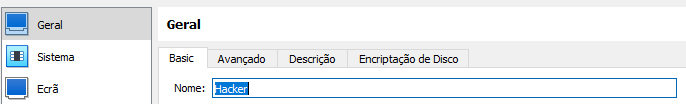 Geral
Sistema
Ecrã
Geral
Basic Avançado Descrição Encriptação de Disco
Nome: Hacker